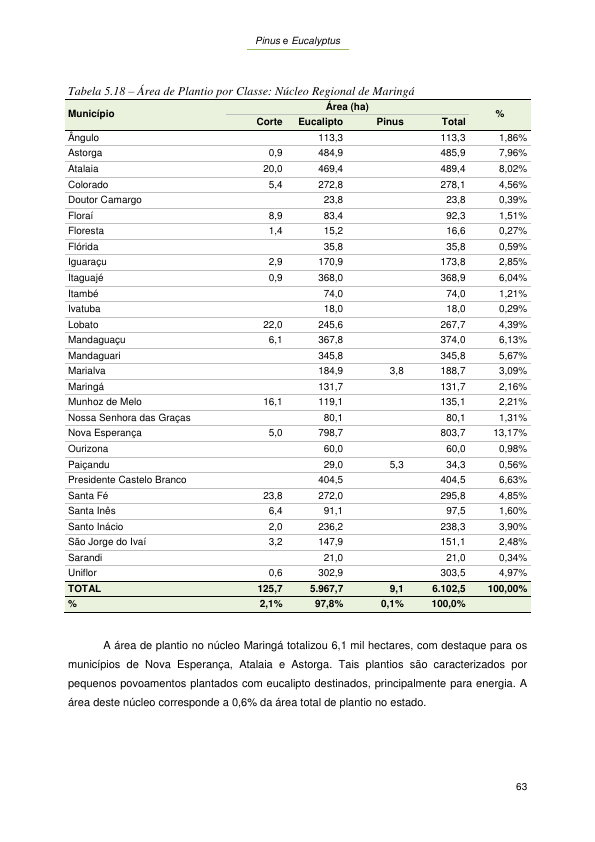 Pinus e Eucalyptus
Tabela 5.18 – Área de Plantio por Classe: Núcleo Regional de Maringá
Município Área (ha) %
Corte Eucalipto Pinus Total
Ângulo 113,3 113,3 1,86%
Astorga 0,9 484,9 485,9 7,96%
Atalaia 20,0 469,4 489,4 8,02%
Colorado 5,4 272,8 278,1 4,56%
Doutor Camargo 23,8 23,8 0,39%
Floraí 8,9 83,4 92,3 1,51%
Floresta 1,4 15,2 16,6 0,27%
Flórida 35,8 35,8 0,59%
Iguaraçu 2,9 170,9 173,8 2,85%
Itaguajé 0,9 368,0 368,9 6,04%
Itambé 74,0 74,0 1,21%
Ivatuba 18,0 18,0 0,29%
Lobato 22,0 245,6 267,7 4,39%
Mandaguaçu 6,1 367,8 374,0 6,13%
Mandaguari 345,8 345,8 5,67%
Marialva 184,9 3,8 188,7 3,09%
Maringá 131,7 131,7 2,16%
Munhoz de Melo 16,1 119,1 135,1 2,21%
Nossa Senhora das Graças 80,1 80,1 1,31%
Nova Esperança 5,0 798,7 803,7 13,17%
Ourizona 60,0 60,0 0,98%
Paiçandu 29,0 5,3 34,3 0,56%
Presidente Castelo Branco 404,5 404,5 6,63%
Santa Fé 23,8 272,0 295,8 4,85%
Santa Inês 6,4 91,1 97,5 1,60%
Santo Inácio 2,0 236,2 238,3 3,90%
São Jorge do Ivaí 3,2 147,9 151,1 2,48%
Sarandi 21,0 21,0 0,34%
Uniflor 0,6 302,9 303,5 4,97%
TOTAL 125,7 5.967,7 9,1 6.102,5 100,00%
% 2,1% 97,8% 0,1% 100,0%
A área de plantio no núcleo Maringá totalizou 6,1 mil hectares, com destaque para os
municípios de Nova Esperança, Atalaia e Astorga. Tais plantios são caracterizados por
pequenos povoamentos plantados com eucalipto destinados, principalmente para energia. A
área deste núcleo corresponde a 0,6% da área total de plantio no estado.
63